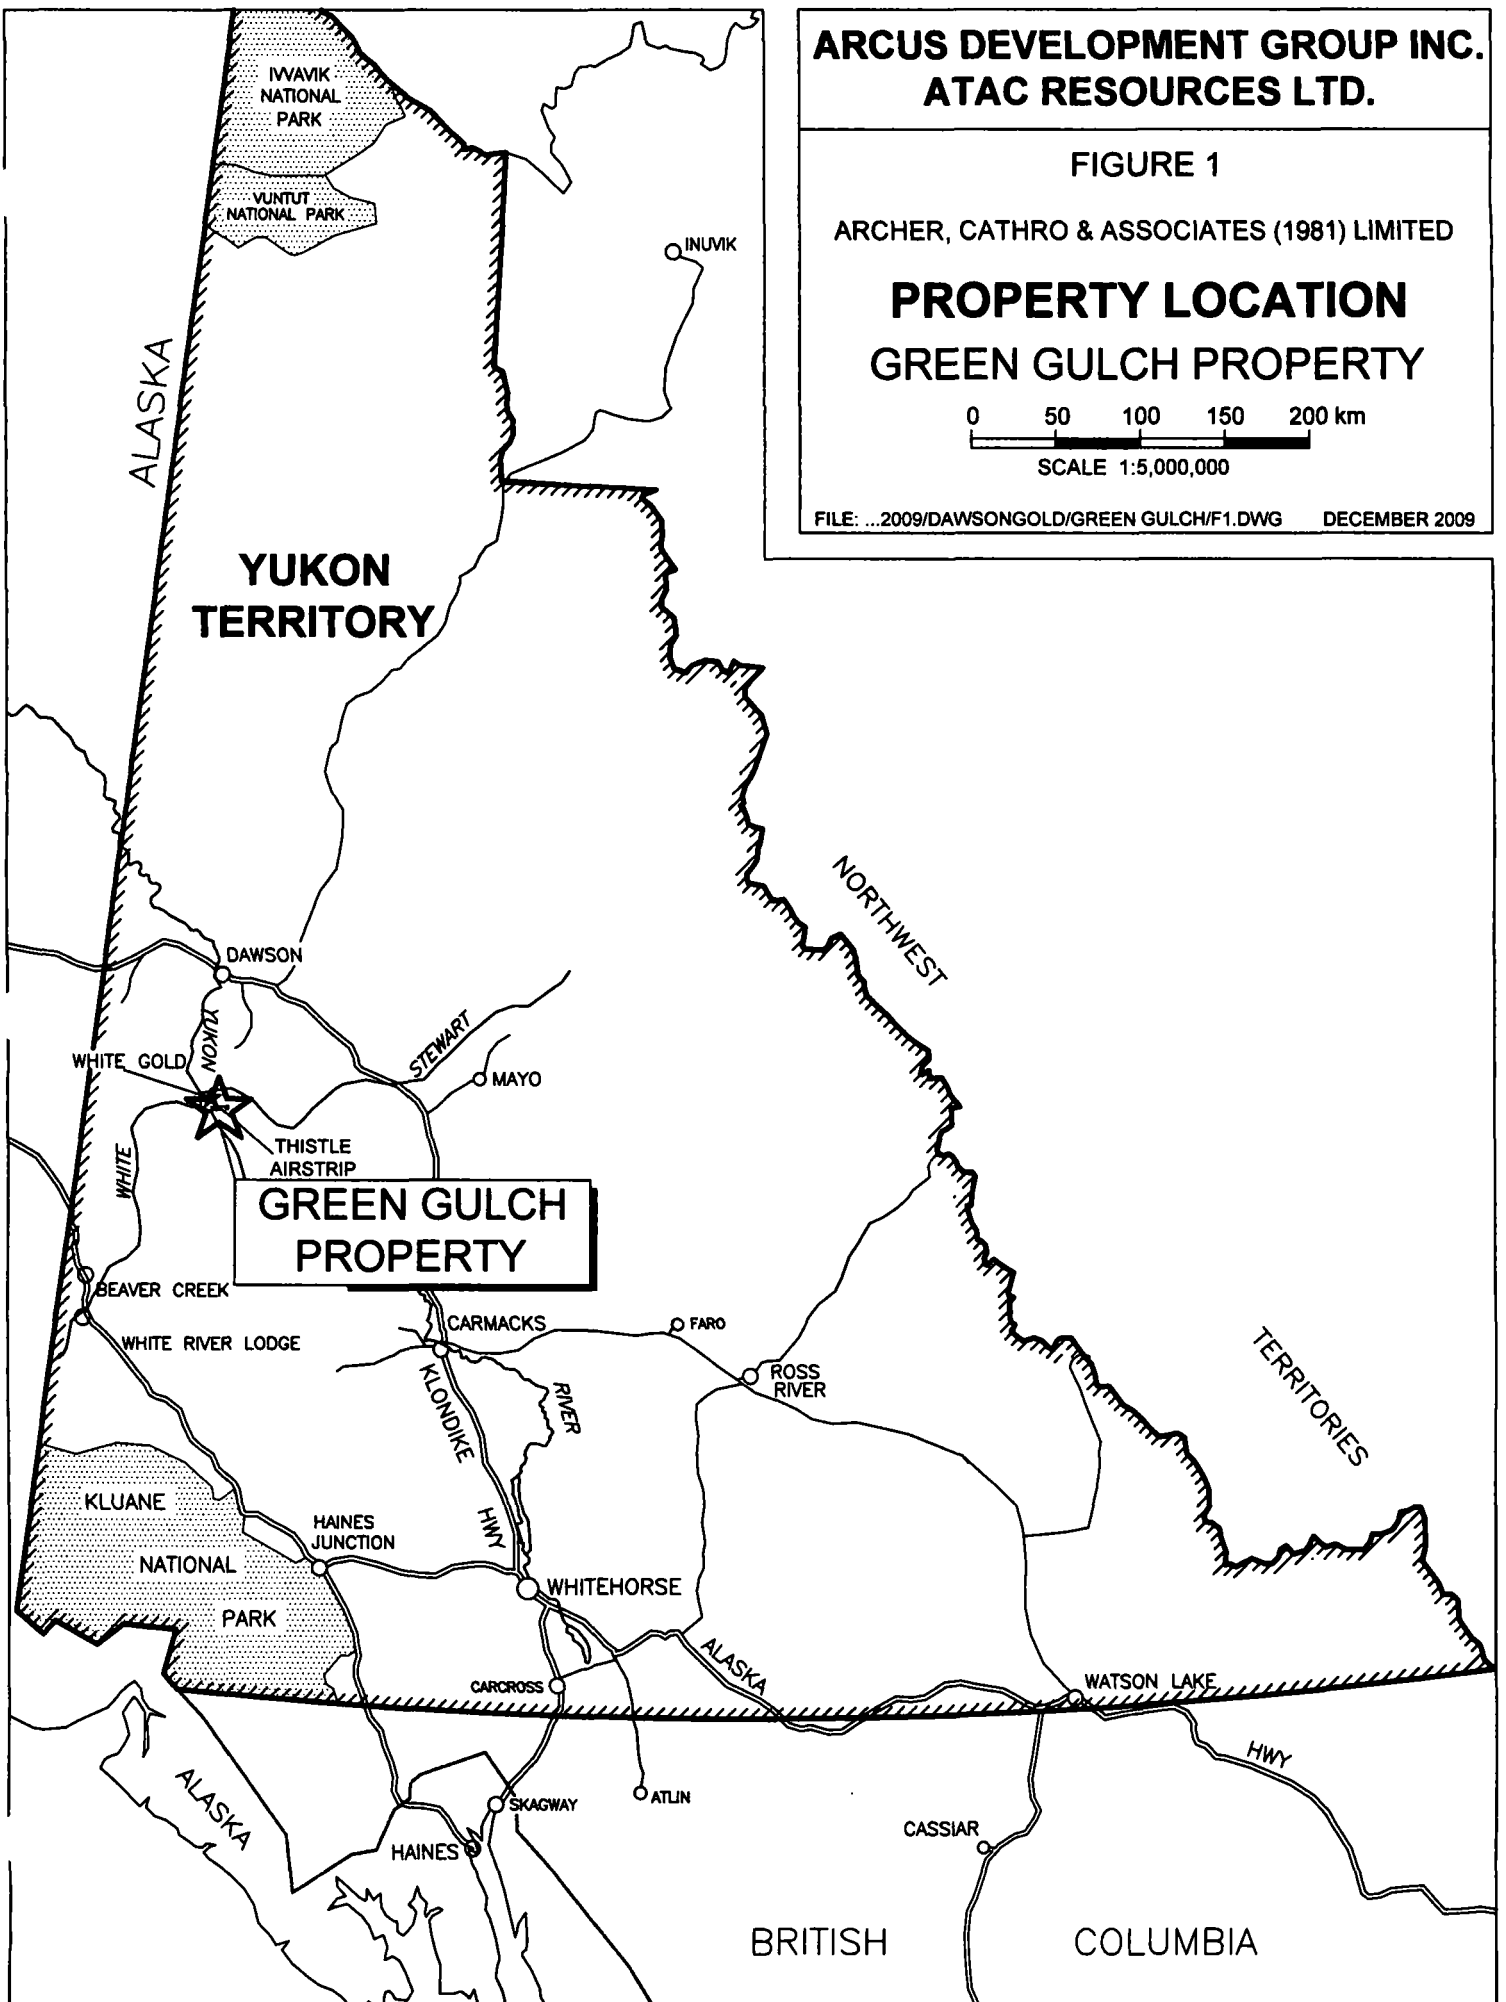 ARCUS DEVELOPMENT GROUP INC.
ATAC RESOURCES LTD.
FIGURE 1
ARCHER, CATHRO & ASSOCIATES (1981) LIMITED
PROPERTY LOCATION
GREEN GULCH PROPERTY
0 50 100 150 200 km
SCALE 1:5,000,000
FILE: ...2009/DAWSONGOLD/GREEN GULCH/F1.DWG DECEMBER 2009
IVVAVIK
NATIONAL
PARK
VUNTUT
NATIONAL PARK
INUVIK
ALASKA
YUKON
TERRITORY
NORTHWEST
DAWSON
YUKON
STEWART
WHITE GOLD
MAYO
THISTLE
AIRSTRIP
WHITE
GREEN GULCH
PROPERTY
BEAVER CREEK
WHITE RIVER LODGE
CARMACKS
FARO
ROSS
RIVER
TERRITORIES
KLONDIKE
RIVER
HWY
KLUANE
NATIONAL
PARK
HAINES
JUNCTION
WHITEHORSE
ALASKA
CARCROSS
WATSON LAKE
HWY
ALASKA
SKAGWAY
ATLIN
HAINES
CASSIAR
BRITISH COLUMBIA